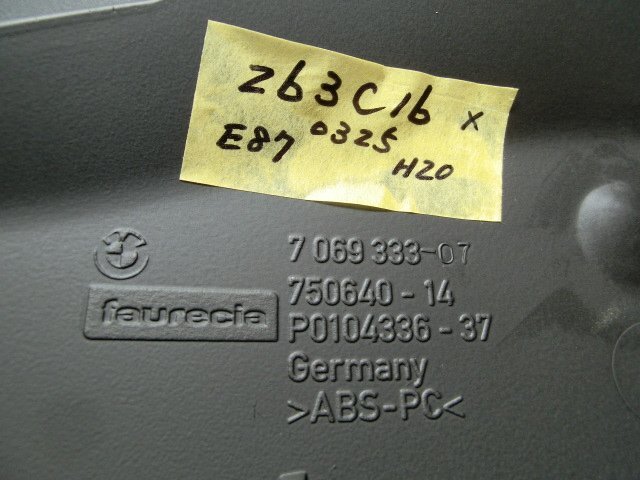 263C16 x
E87 0325 H20
7 069 333-07
750640-14
faurecia
P0104336-37
Germany
>ABS-PC<